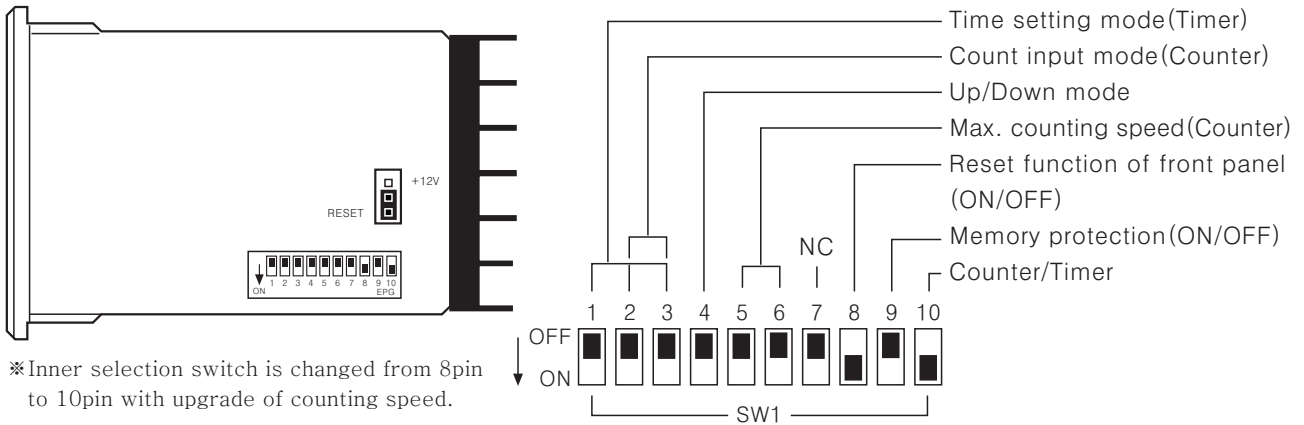 +12V
RESET
ON
1 2 3 4 5 6 7 8 9 10
EPG
※Inner selection switch is changed from 8pin
to 10pin with upgrade of counting speed.
Time setting mode(Timer)
Count input mode(Counter)
Up/Down mode
Max. counting speed(Counter)
Reset function of front panel
(ON/OFF)
Memory protection(ON/OFF)
Counter/Timer
NC
1 2 3 4 5 6 7 8 9 10
OFF
ON
SW1